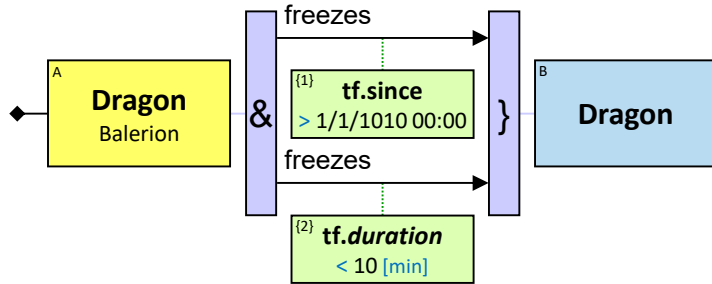 freezes
A
Dragon
Balerion
&
{1}
tf.since
> 1/1/1010 00:00
}
B
Dragon
freezes
{2}
tf.duration
< 10 [min]